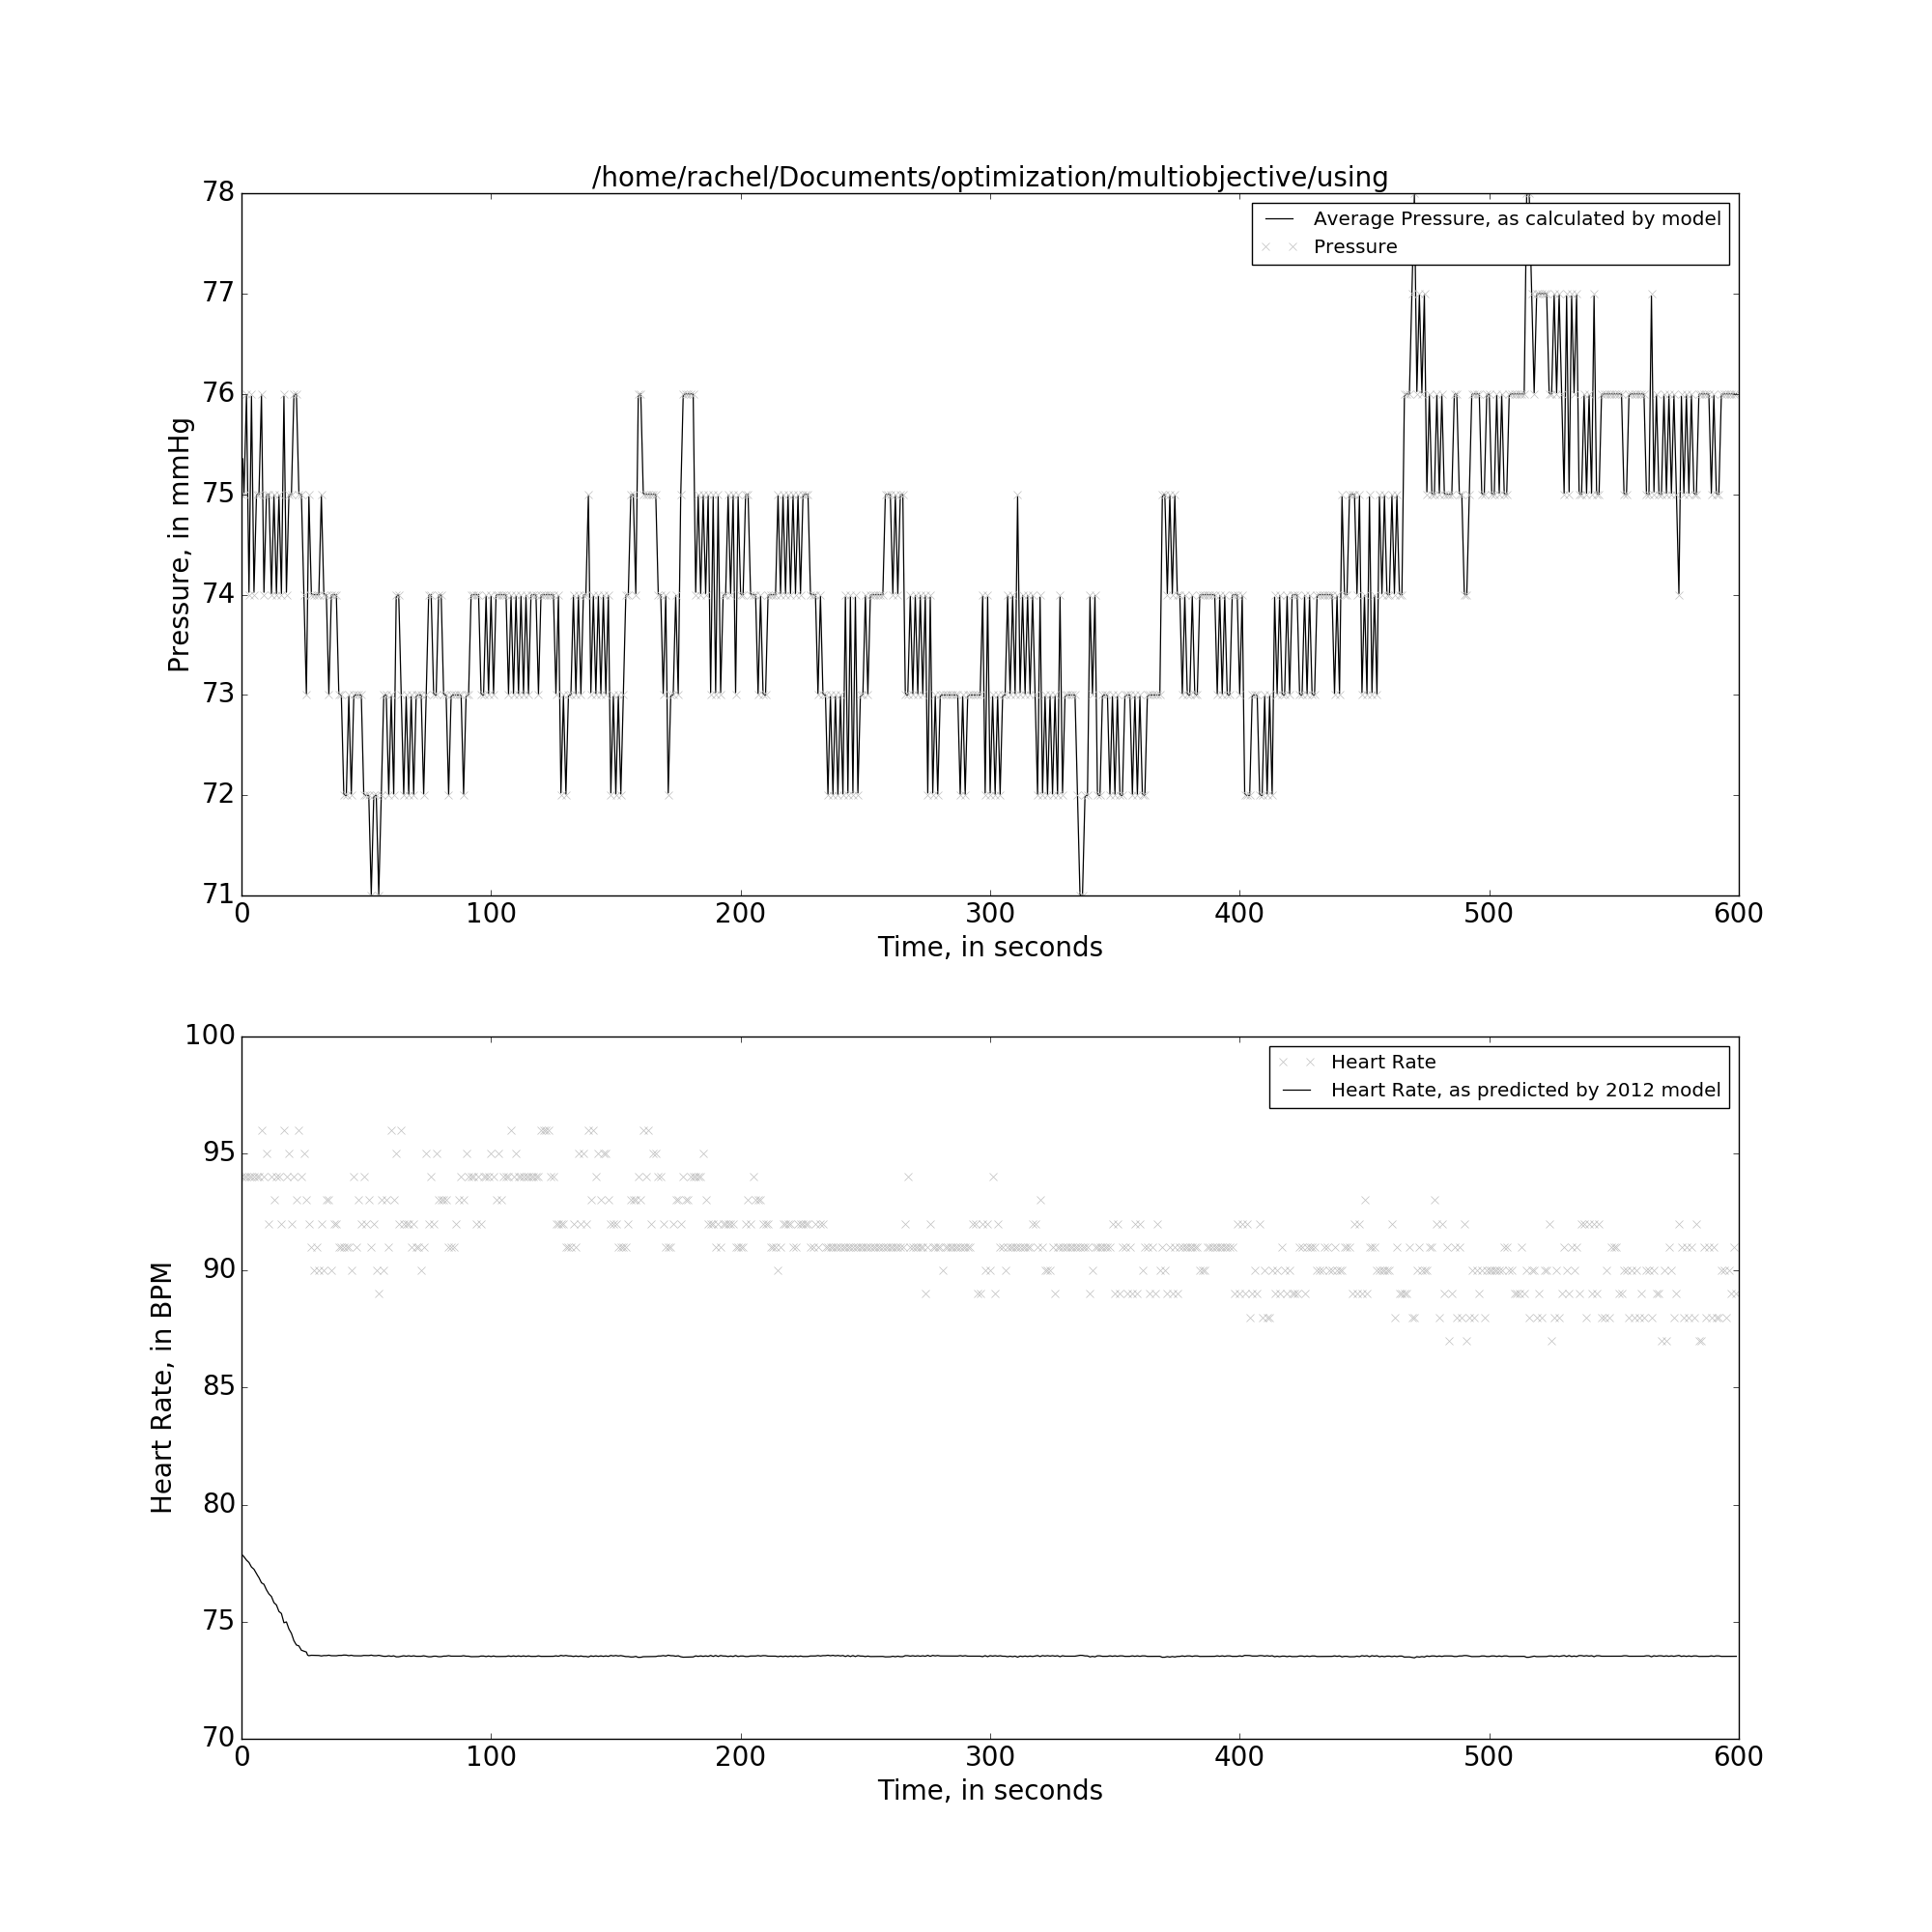 /home/rachel/Documents/optimization/multiobjective/using
78
77
76
75
74
73
72
71
Pressure, in mmHg
Average Pressure, as calculated by model
Pressure
0 100 200 300 400 500 600
Time, in seconds
100
95
90
85
80
75
70
Heart Rate, in BPM
Heart Rate
Heart Rate, as predicted by 2012 model
0 100 200 300 400 500 600
Time, in seconds